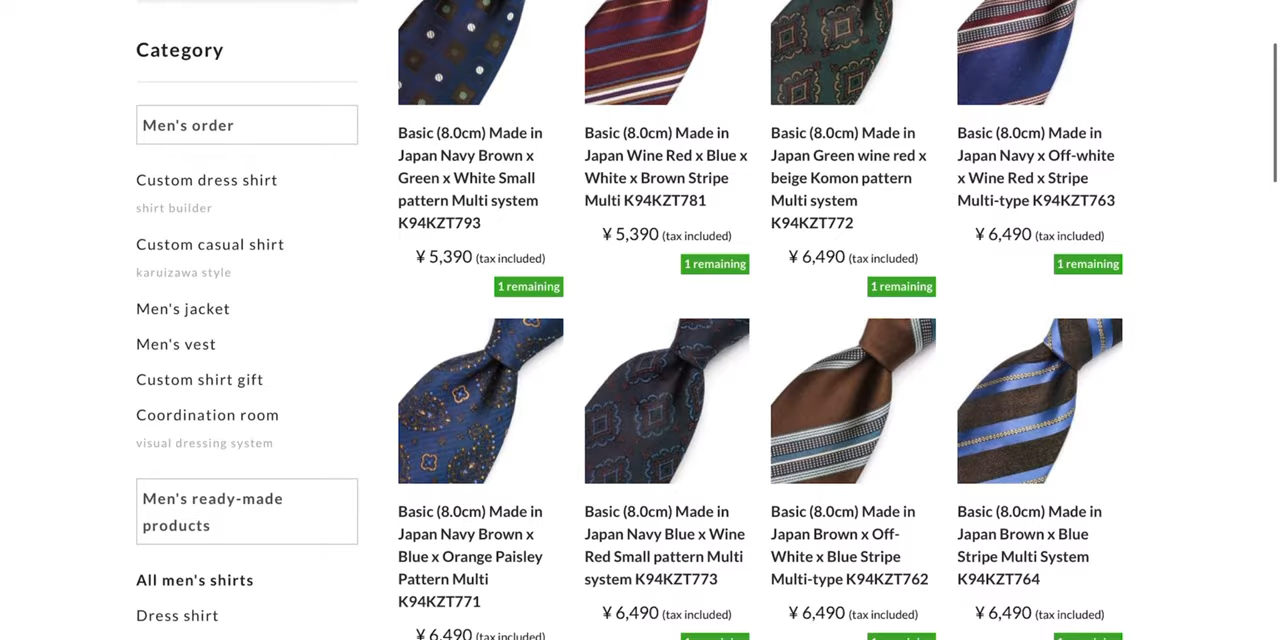 Category
Men's order
Custom dress shirt
shirt builder
Custom casual shirt
karuizawa style
Men's jacket
Men's vest
Custom shirt gift
Coordination room
visual dressing system
Men's ready-made
products
All men's shirts
Dress shirt
Basic (8.0cm) Made in
Japan Navy Brown x
Green x White Small
pattern Multi system
K94KZT793
¥ 5,390 (tax included)
1 remaining
Basic (8.0cm) Made in
Japan Wine Red x Blue x
White x Brown Stripe
Multi K94KZT781
¥ 5,390 (tax included)
1 remaining
Basic (8.0cm) Made in
Japan Green wine red x
beige Komon pattern
Multi system
K94KZT772
¥ 6,490 (tax included)
1 remaining
Basic (8.0cm) Made in
Japan Navy x Off-white
x Wine Red x Stripe
Multi-type K94KZT763
¥ 6,490 (tax included)
1 remaining
Basic (8.0cm) Made in
Japan Navy Brown x
Blue x Orange Paisley
Pattern Multi
K94KZT771
¥ 6,490 (tax included)
Basic (8.0cm) Made in
Japan Navy Blue x Wine
Red Small pattern Multi
system K94KZT773
¥ 6,490 (tax included)
Basic (8.0cm) Made in
Japan Brown x Off-
White x Blue Stripe
Multi-type K94KZT762
¥ 6,490 (tax included)
Basic (8.0cm) Made in
Japan Brown x Blue
Stripe Multi System
K94KZT764
¥ 6,490 (tax included)